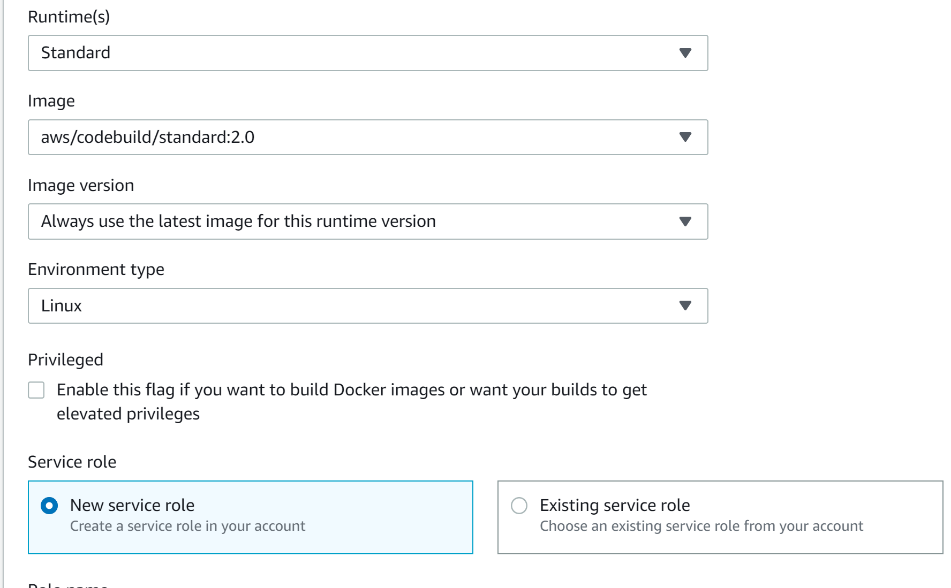 Runtime(s)
Standard
Image
aws/codebuild/standard:2.0
Image version
Always use the latest image for this runtime version
Environment type
Linux
Privileged
Enable this flag if you want to build Docker images or want your builds to get
elevated privileges
Service role
New service role
Create a service role in your account
Existing service role
Choose an existing service role from your account
Role name